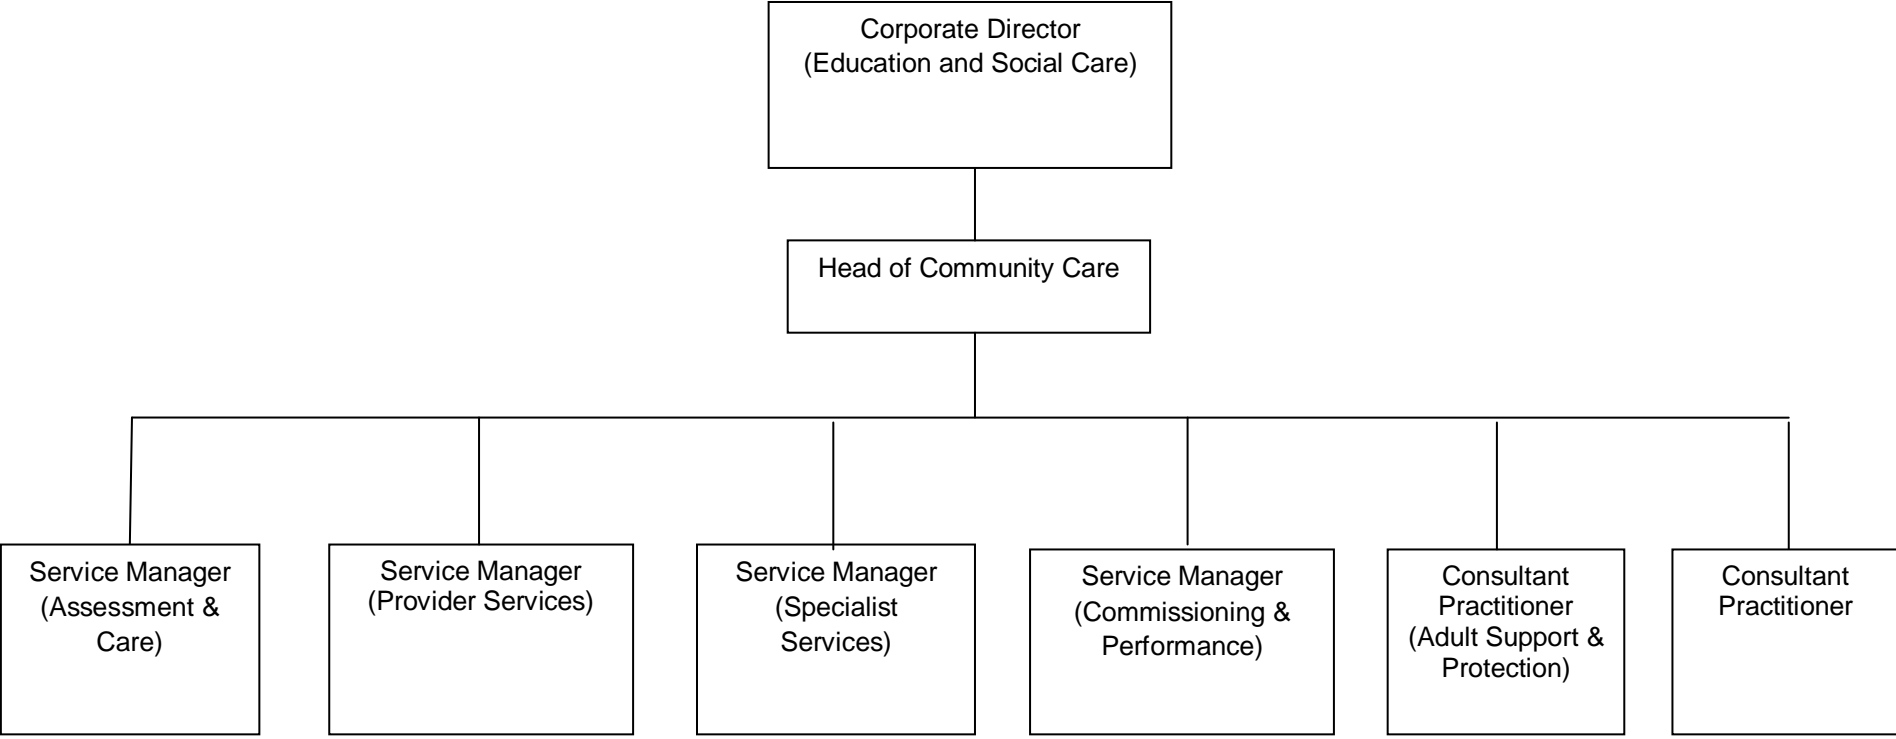 Corporate Director
(Education and Social Care)
Head of Community Care
Service Manager
(Assessment &
Care)
Service Manager
(Provider Services)
Service Manager
(Specialist
Services)
Service Manager
(Commissioning &
Performance)
Consultant
Practitioner
(Adult Support &
Protection)
Consultant
Practitioner